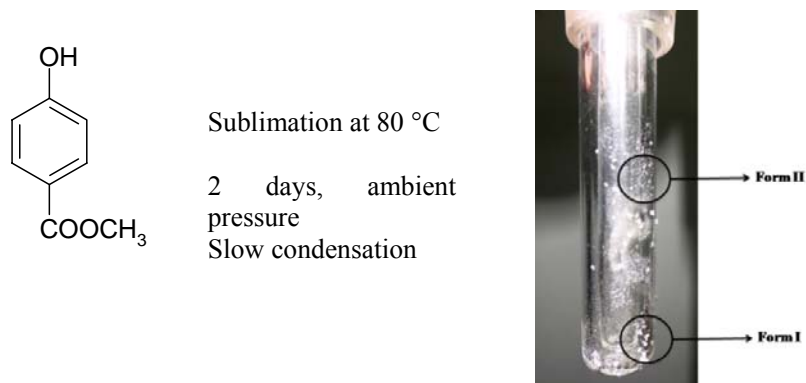 OH
COOCH3
Sublimation at 80 °C
2 days, ambient
pressure
Slow condensation
Form II
Form I